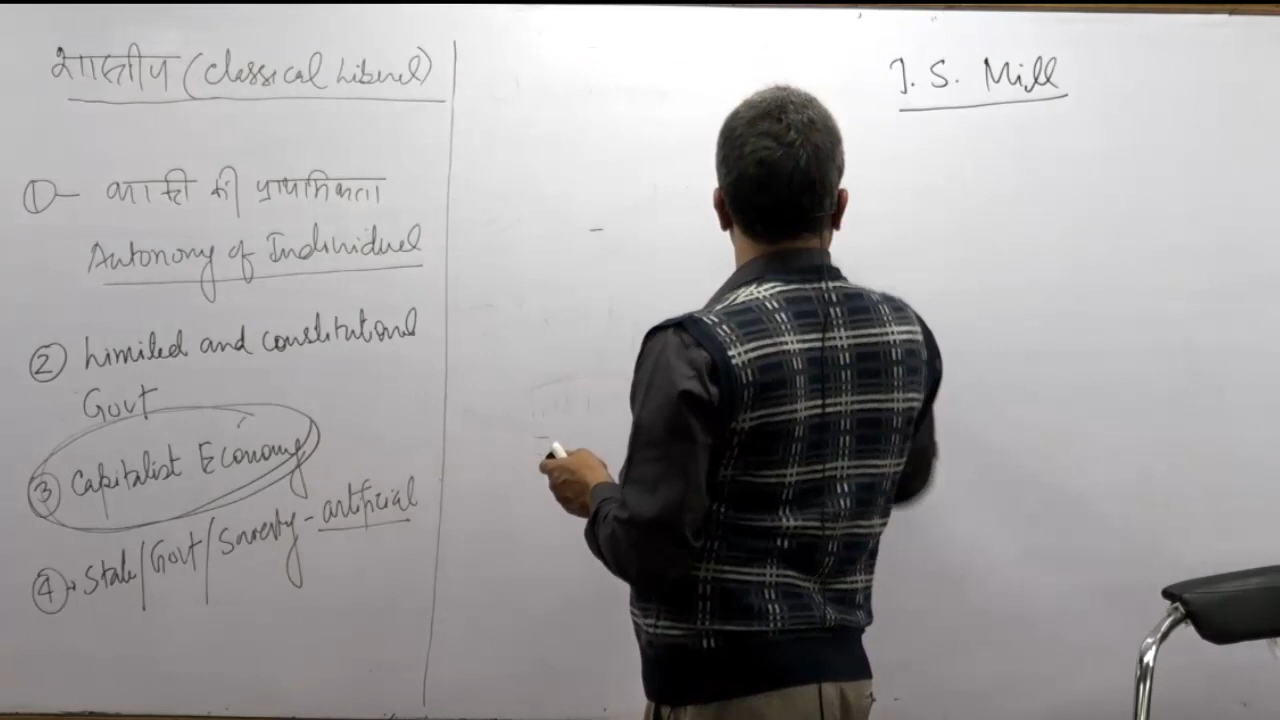 शास्त्रीय (Classical Liberal)
①- व्यक्ति की प्राथमिकता
Autonomy of Individual
② Limited and constitutional
Govt
③ Capitalist Economy
④ State/Govt/Society - artificial
J. S. Mill